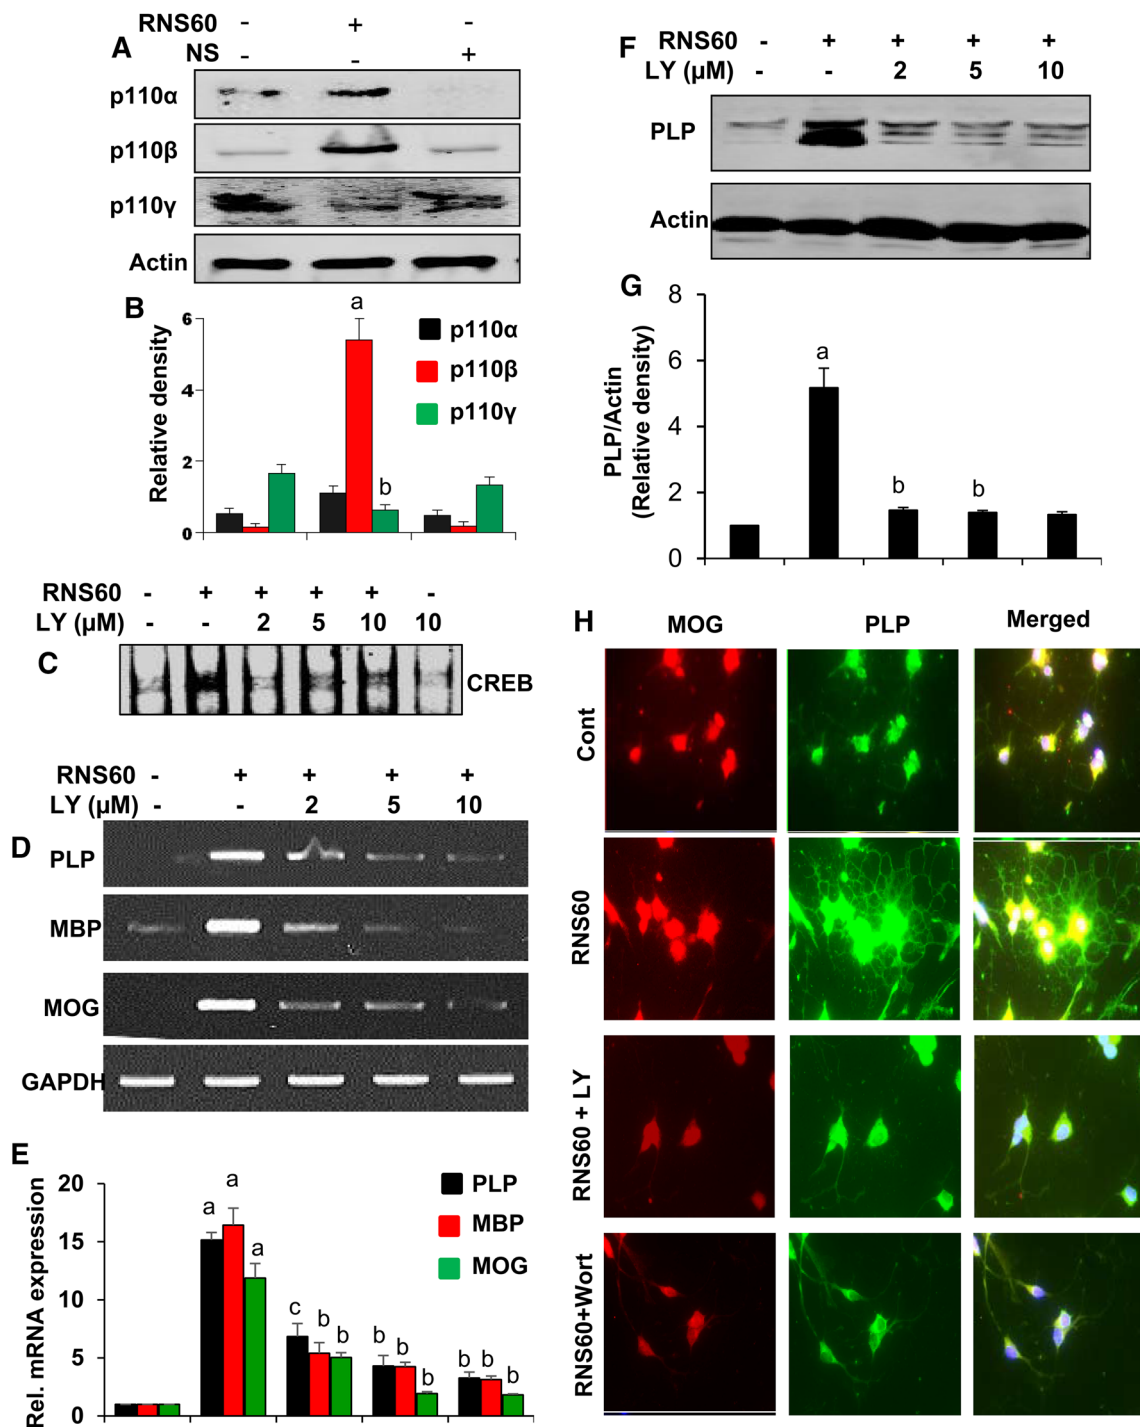 A
RNS60 - + -
NS - - +
p110α
p110β
p110γ
Actin
B
Relative density
6
4
2
0
a
b
p110α
p110β
p110γ
RNS60 - + + + + -
LY (µM) - - 2 5 10 10
C
CREB
RNS60 - + + + +
LY (µM) - - 2 5 10
D
PLP
MBP
MOG
GAPDH
E
Rel. mRNA expression
20
15
10
5
0
a a a
c b b
b b b
b b b
PLP
MBP
MOG
F
RNS60 - + + + +
LY (µM) - - 2 5 10
PLP
Actin
G
PLP/Actin
(Relative density)
8
6
4
2
0
a
b
b
H
MOG PLP Merged
Cont
RNS60
RNS60 + LY
RNS60+Wort